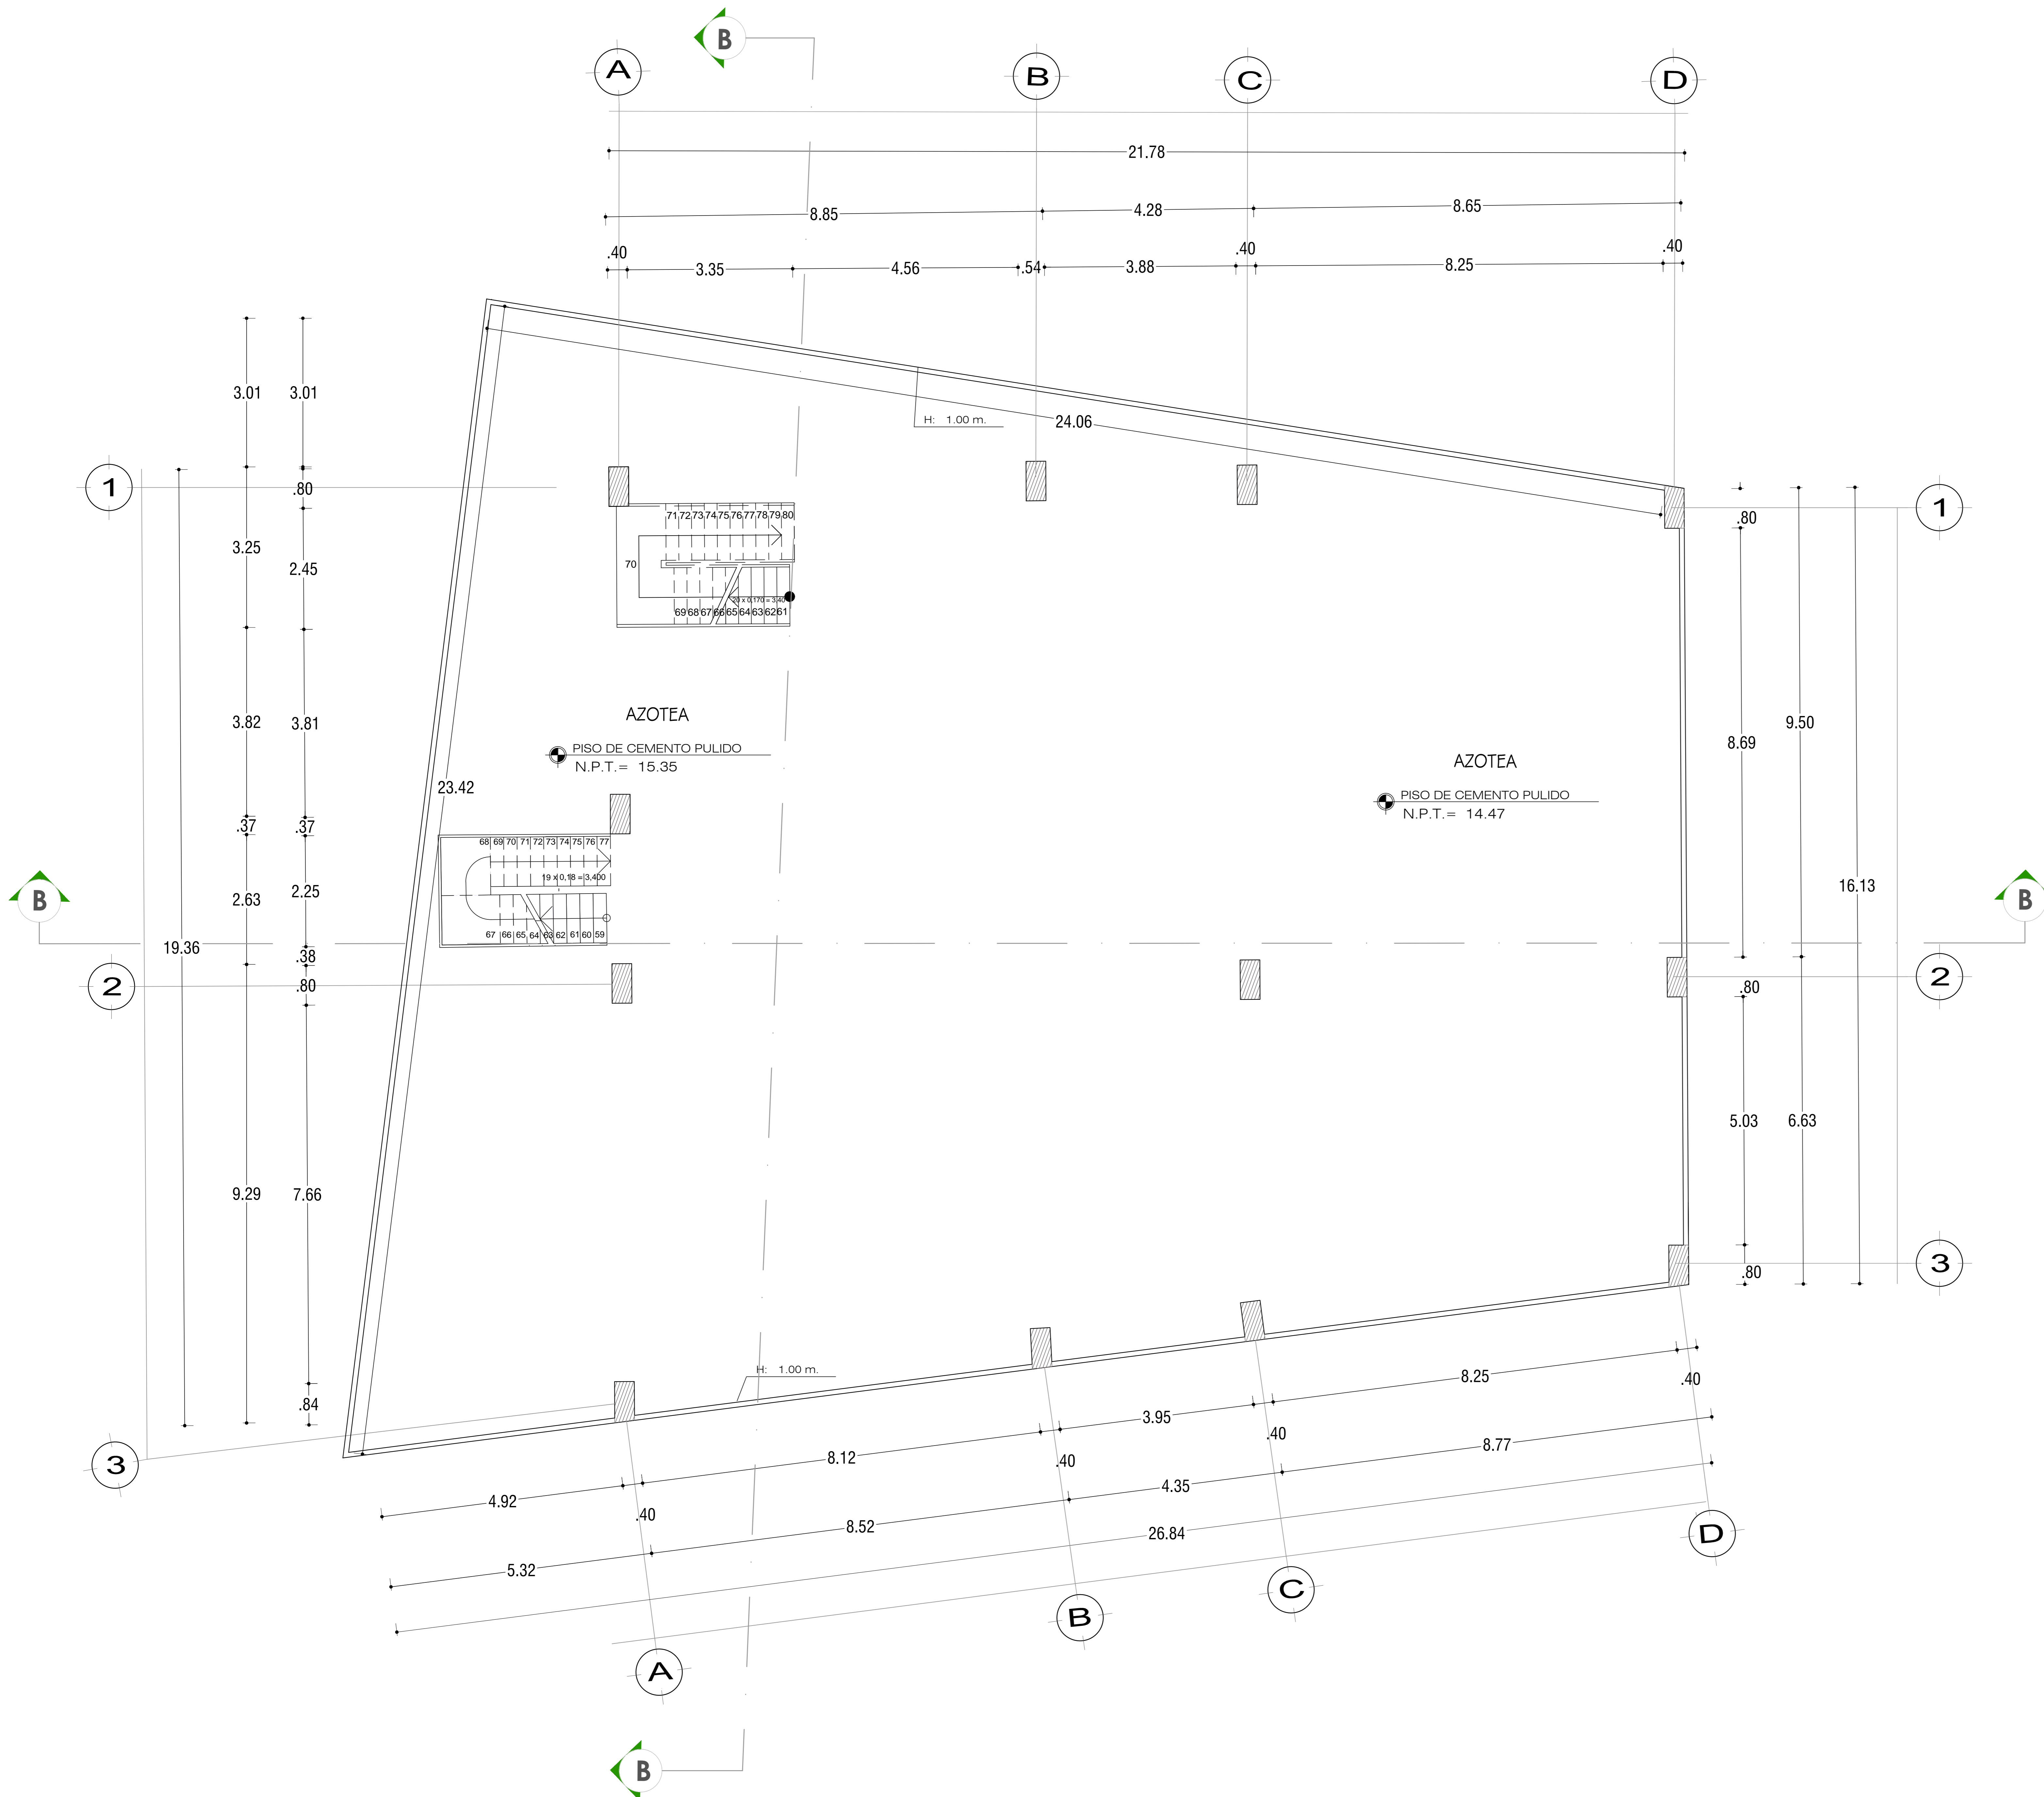 B
A
B
C
D
21.78
8.85
4.28
8.65
.40
3.35
4.56
.54
3.88
.40
8.25
.40
3.01
3.01
H: 1.00 m.
24.06
1
.80
3.25
2.45
71 72 73 74 75 76 77 78 79 80
70
20 x 0,170 = 3,40
69 68 67 66 65 64 63 62 61
.80
1
3.82
3.81
AZOTEA
PISO DE CEMENTO PULIDO
N.P.T.= 15.35
23.42
AZOTEA
PISO DE CEMENTO PULIDO
N.P.T.= 14.47
8.69
9.50
16.13
.37
.37
68 69 70 71 72 73 74 75 76 77
19 x 0,18 = 3,400
67 66 65 64 63 62 61 60 59
B
2.63
2.25
B
19.36
.38
2
.80
.80
2
9.29
7.66
5.03
6.63
3
.80
.84
H: 1.00 m.
3
4.92
.40
8.12
.40
3.95
.40
8.25
.40
5.32
8.52
4.35
8.77
26.84
A
B
C
D
B